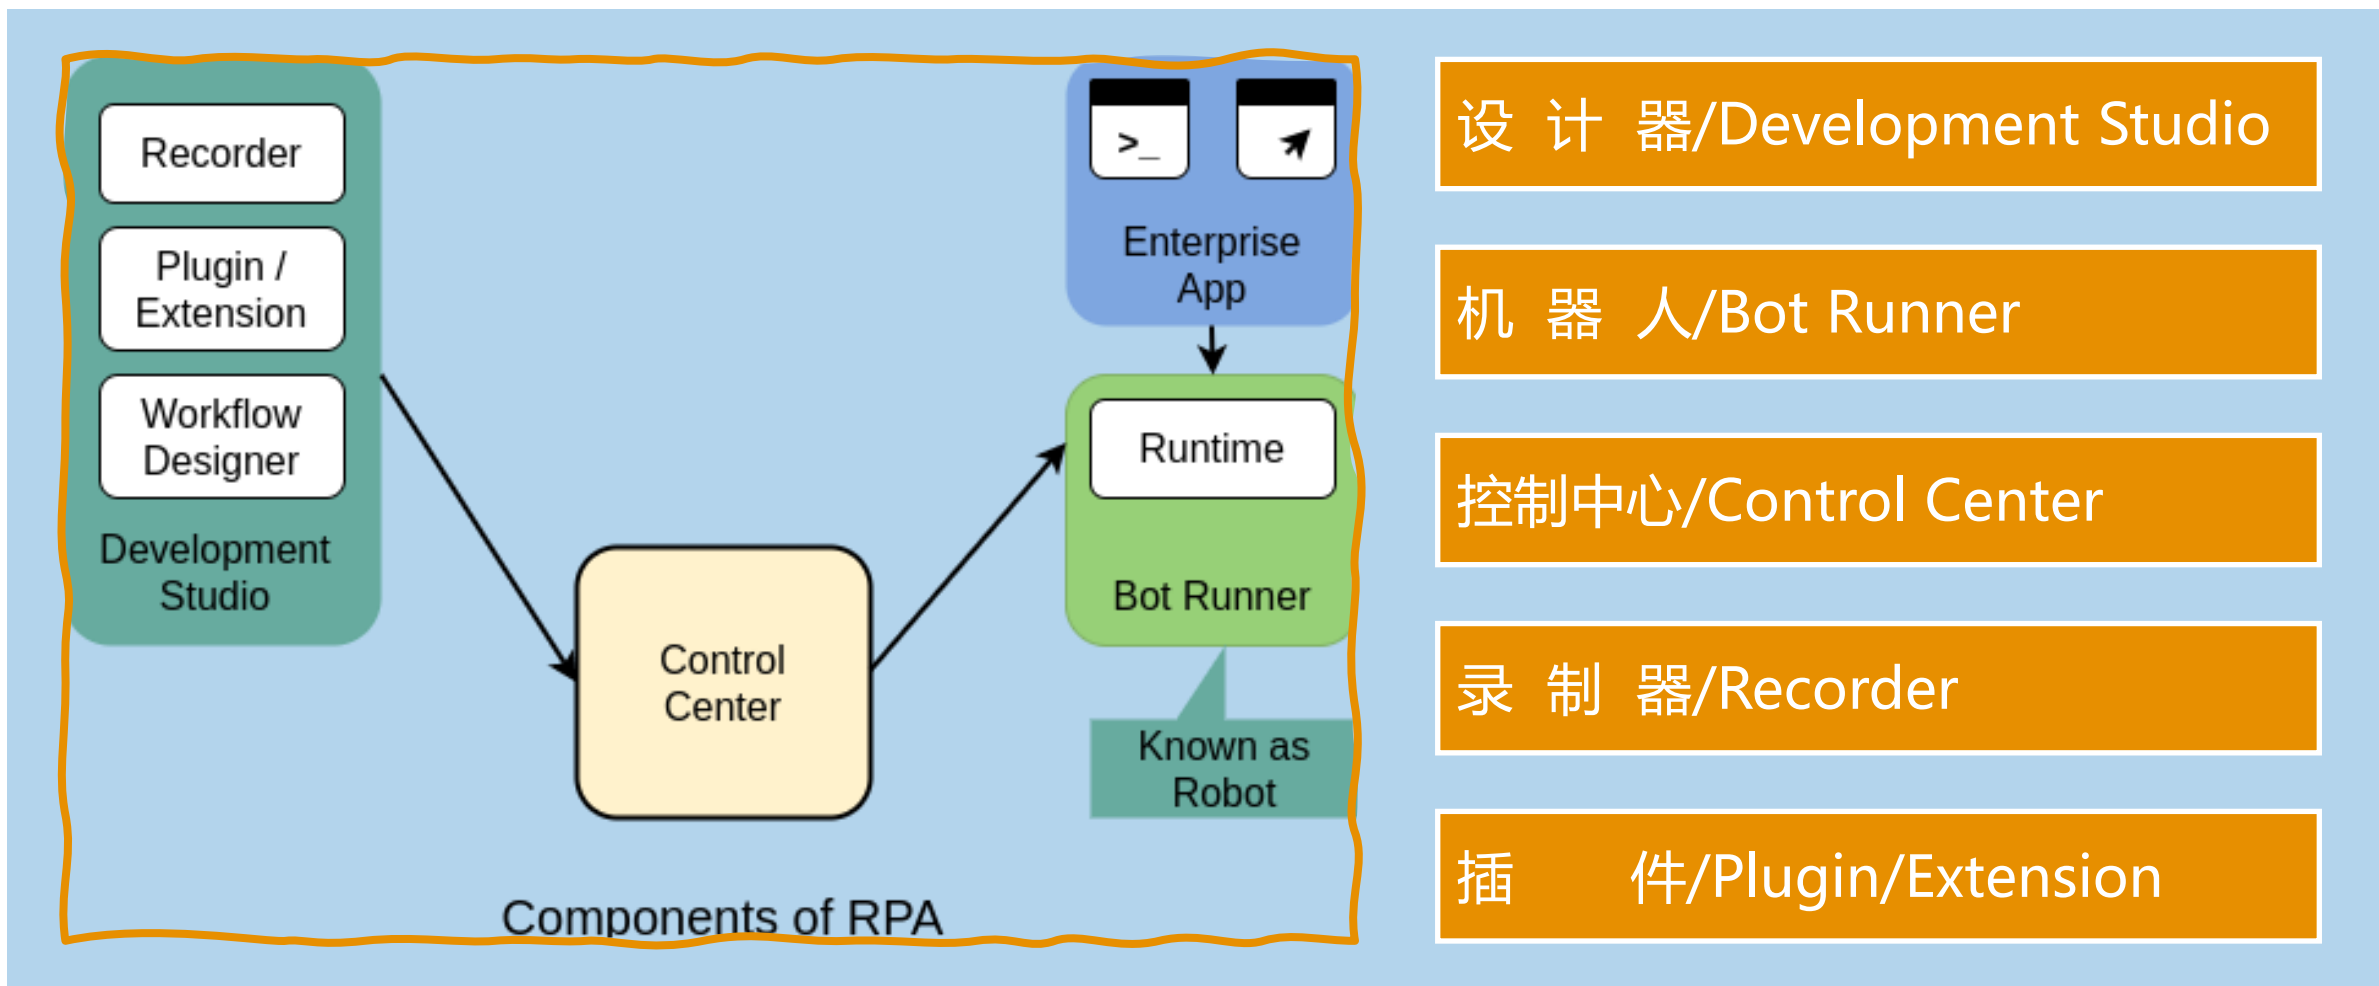 Recorder
Plugin /
Extension
Workflow
Designer
Development
Studio
Control
Center
>_
Enterprise
App
Runtime
Bot Runner
Known as
Robot
Components of RPA
设 计 器/Development Studio
机 器 人/Bot Runner
控制中心/Control Center
录 制 器/Recorder
插 件/Plugin/Extension